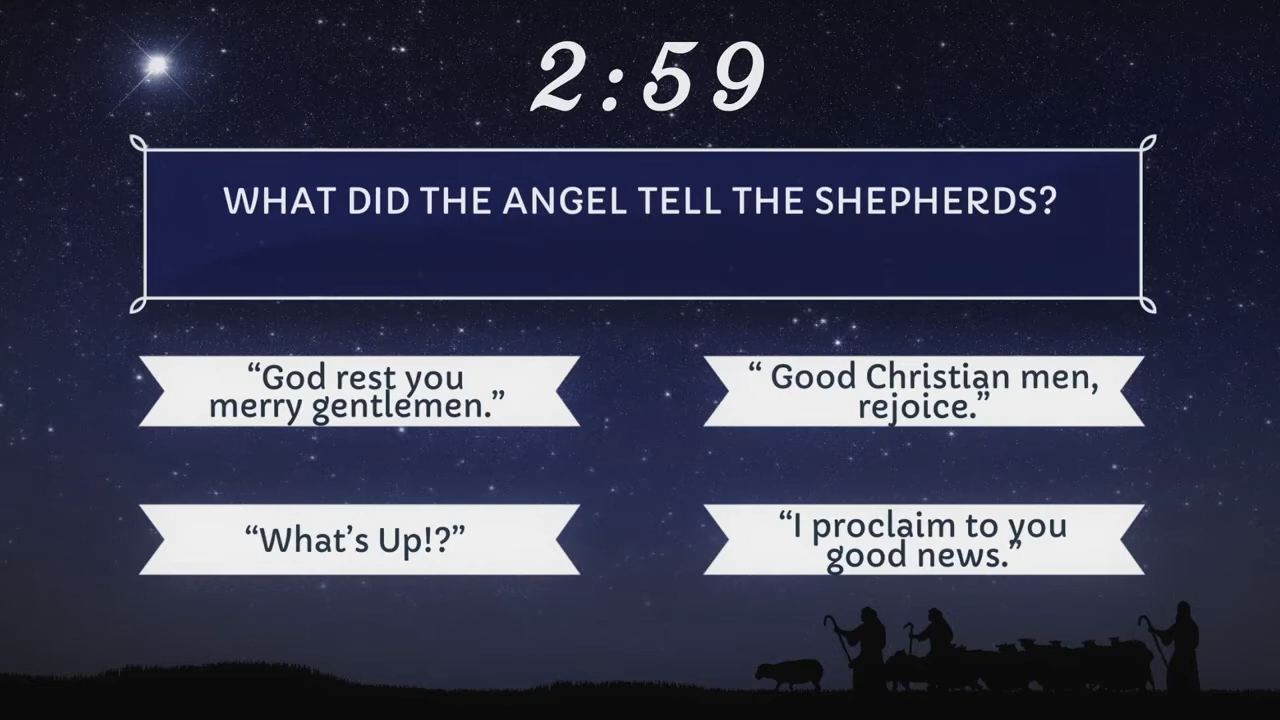 2:59
WHAT DID THE ANGEL TELL THE SHEPHERDS?
“God rest you
merry gentlemen.”
“ Good Christian men,
rejoice.”
“What’s Up!?”
“I proclaim to you
good news.”